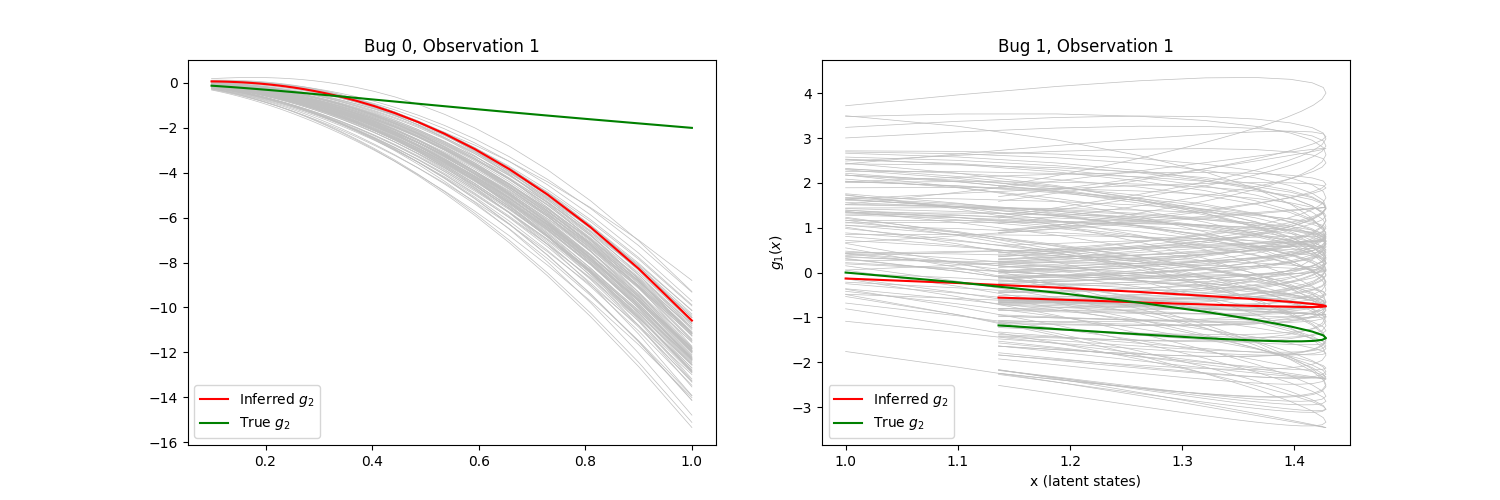 Bug 0, Observation 1
0
−2
−4
−6
−8
−10
−12
−14
−16
0.2 0.4 0.6 0.8 1.0
Inferred g₂
True g₂
Bug 1, Observation 1
g₁(x)
4
3
2
1
0
−1
−2
−3
1.0 1.1 1.2 1.3 1.4
x (latent states)
Inferred g₂
True g₂